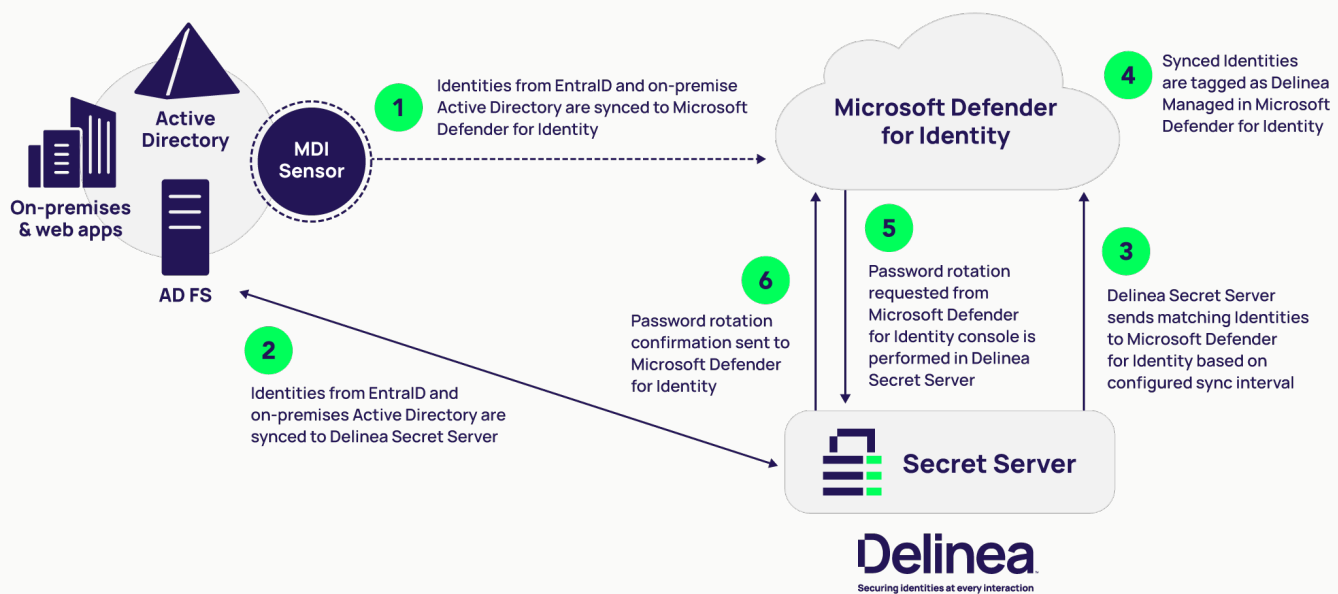 Active
Directory
On-premises
& web apps
AD FS
MDI
Sensor
1
Identities from EntraID and on-premise
Active Directory are synced to Microsoft
Defender for Identity
Microsoft Defender
for Identity
4
Synced Identities
are tagged as Delinea
Managed in Microsoft
Defender for Identity
2
Identities from EntraID and
on-premises Active Directory are
synced to Delinea Secret Server
6
Password rotation
confirmation sent to
Microsoft Defender
for Identity
5
Password rotation
requested from
Microsoft Defender
for Identity console is
performed in Delinea
Secret Server
3
Delinea Secret Server
sends matching Identities
to Microsoft Defender
for Identity based on
configured sync interval
Secret Server
Delinea
Securing identities at every interaction